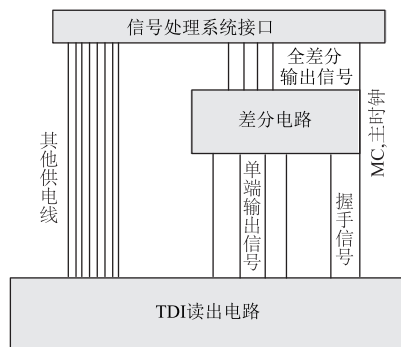 信号处理系统接口
全差分
输出信号
差分电路
MC,主时钟
其他供电线
单端输出信号
握手信号
TDI读出电路